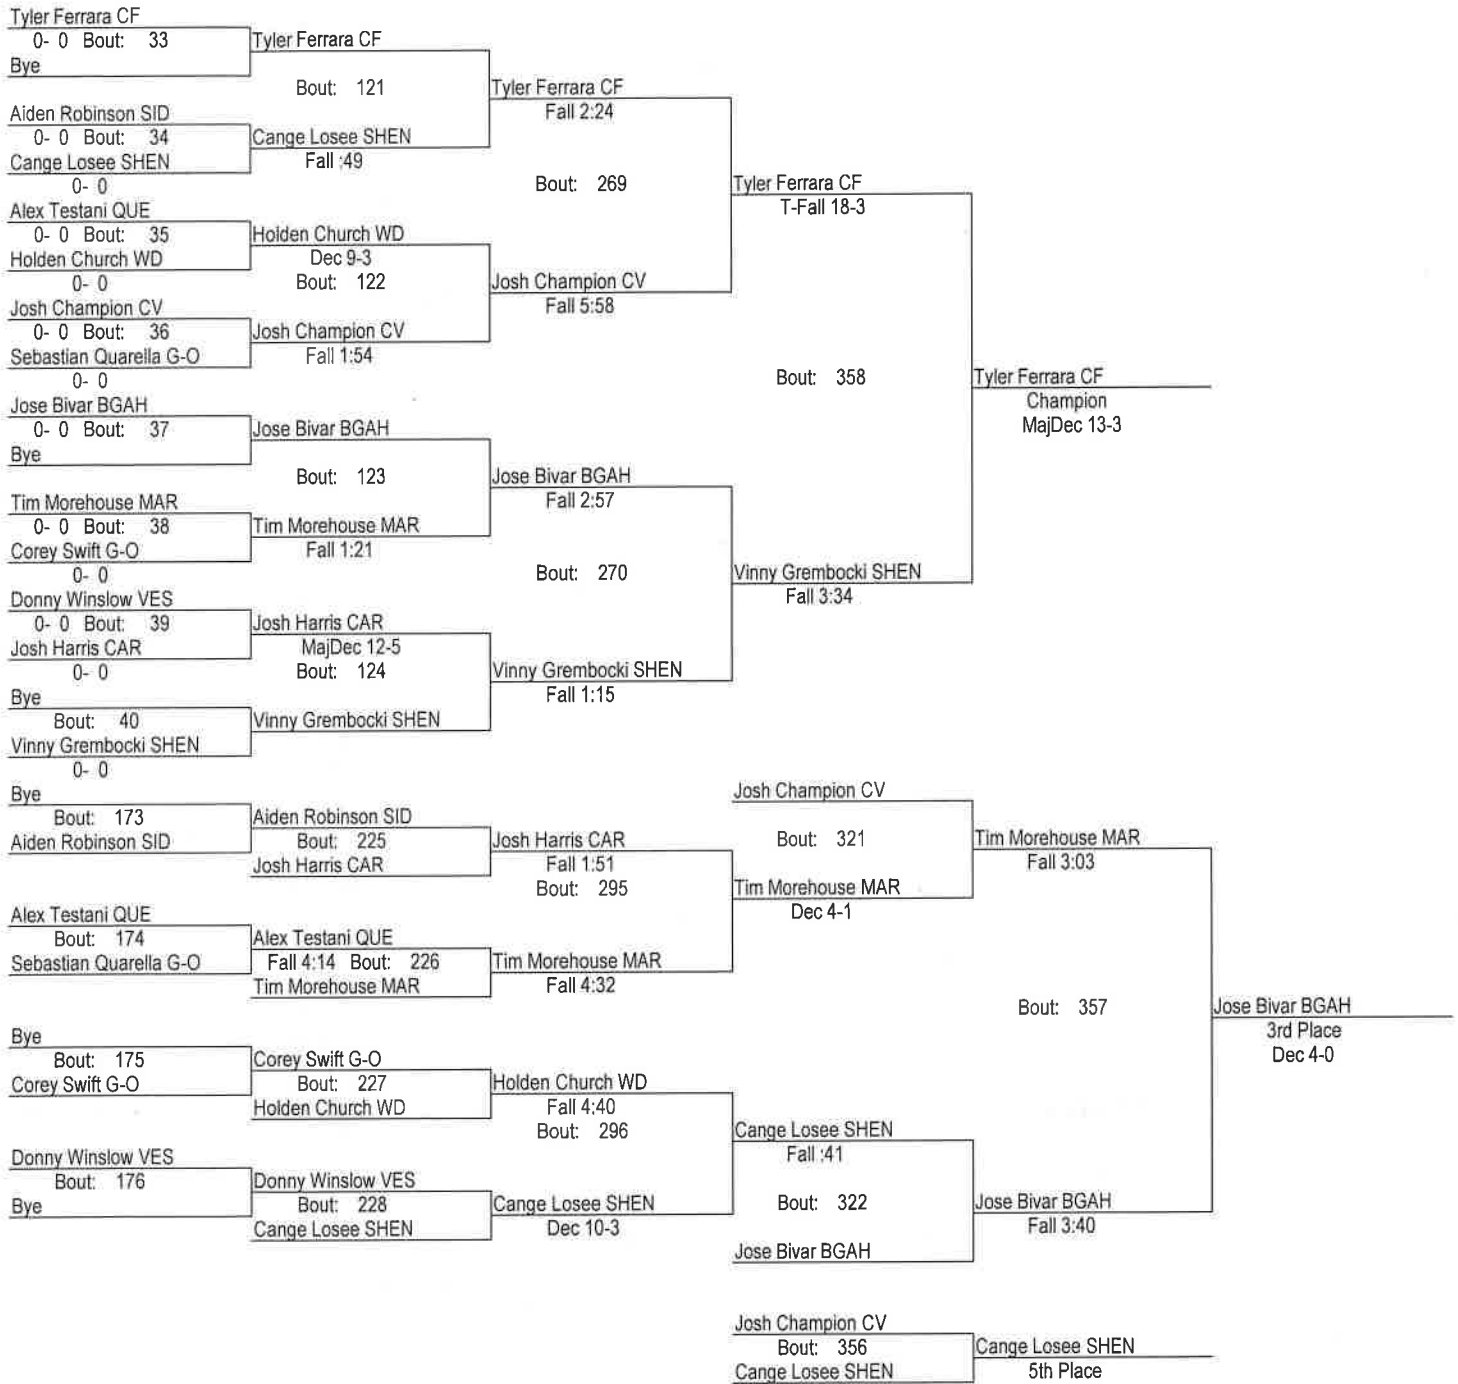 Tyler Ferrara CF
0- 0 Bout: 33
Bye
Tyler Ferrara CF
Bout: 121
Aiden Robinson SID
0- 0 Bout: 34
Cange Losee SHEN
0- 0
Cange Losee SHEN
Fall :49
Tyler Ferrara CF
Fall 2:24
Bout: 269
Alex Testani QUE
0- 0 Bout: 35
Holden Church WD
0- 0
Holden Church WD
Dec 9-3
Bout: 122
Josh Champion CV
0- 0 Bout: 36
Sebastian Quarella G-O
0- 0
Josh Champion CV
Fall 1:54
Josh Champion CV
Fall 5:58
Tyler Ferrara CF
T-Fall 18-3
Bout: 358
Jose Bivar BGAH
0- 0 Bout: 37
Bye
Jose Bivar BGAH
Bout: 123
Tim Morehouse MAR
0- 0 Bout: 38
Corey Swift G-O
0- 0
Tim Morehouse MAR
Fall 1:21
Jose Bivar BGAH
Fall 2:57
Bout: 270
Donny Winslow VES
0- 0 Bout: 39
Josh Harris CAR
0- 0
Josh Harris CAR
MajDec 12-5
Bout: 124
Bye
Bout: 40
Vinny Grembocki SHEN
0- 0
Vinny Grembocki SHEN
Vinny Grembocki SHEN
Fall 1:15
Vinny Grembocki SHEN
Fall 3:34
Tyler Ferrara CF
Champion
MajDec 13-3
Bye
Bout: 173
Aiden Robinson SID
Aiden Robinson SID
Bout: 225
Josh Harris CAR
Josh Harris CAR
Fall 1:51
Bout: 295
Alex Testani QUE
Bout: 174
Sebastian Quarella G-O
Alex Testani QUE
Fall 4:14 Bout: 226
Tim Morehouse MAR
Tim Morehouse MAR
Fall 4:32
Josh Champion CV
Bout: 321
Tim Morehouse MAR
Dec 4-1
Tim Morehouse MAR
Fall 3:03
Bout: 357
Bye
Bout: 175
Corey Swift G-O
Corey Swift G-O
Bout: 227
Holden Church WD
Holden Church WD
Fall 4:40
Bout: 296
Donny Winslow VES
Bout: 176
Bye
Donny Winslow VES
Bout: 228
Cange Losee SHEN
Cange Losee SHEN
Dec 10-3
Cange Losee SHEN
Fall :41
Bout: 322
Jose Bivar BGAH
Jose Bivar BGAH
Fall 3:40
Jose Bivar BGAH
3rd Place
Dec 4-0
Josh Champion CV
Bout: 356
Cange Losee SHEN
Cange Losee SHEN
5th Place